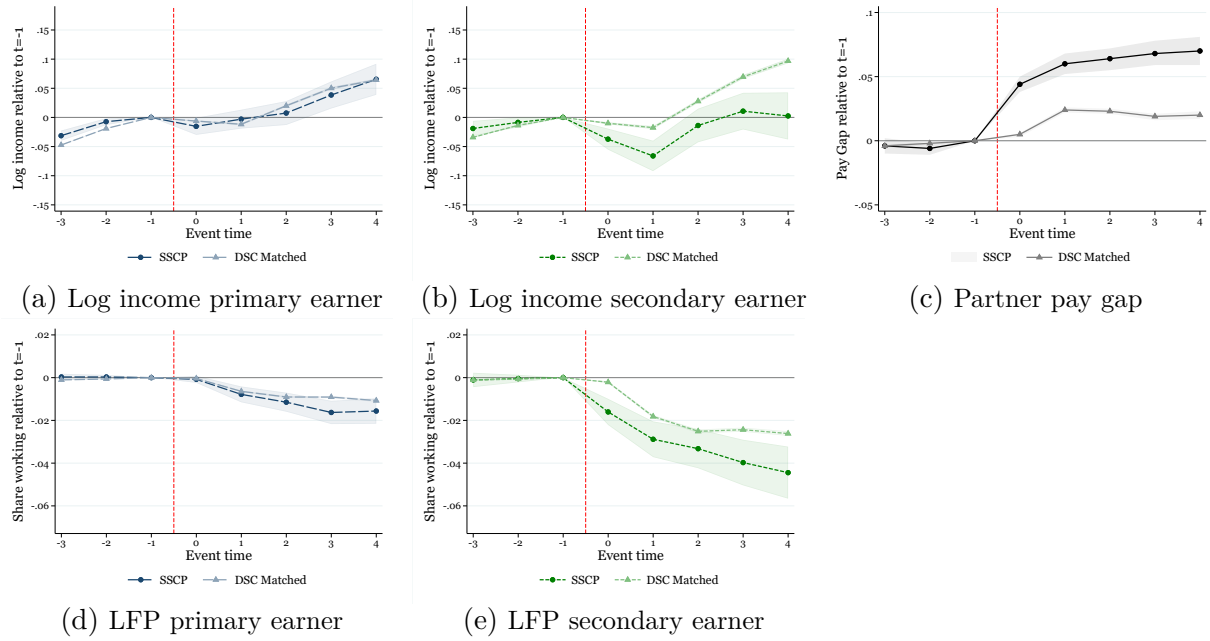 Log income relative to t=-1
.15
.1
.05
0
-.05
-.1
-.15
-3 -2 -1 0 1 2 3 4
Event time
SSCP DSC Matched
(a) Log income primary earner
Log income relative to t=-1
.15
.1
.05
0
-.05
-.1
-.15
-3 -2 -1 0 1 2 3 4
Event time
SSCP DSC Matched
(b) Log income secondary earner
Pay Gap relative to t=-1
.1
.05
0
-.05
-3 -2 -1 0 1 2 3 4
Event time
SSCP DSC Matched
(c) Partner pay gap
Share working relative to t=-1
.02
0
-.02
-.04
-.06
-3 -2 -1 0 1 2 3 4
Event time
SSCP DSC Matched
(d) LFP primary earner
Share working relative to t=-1
.02
0
-.02
-.04
-.06
-3 -2 -1 0 1 2 3 4
Event time
SSCP DSC Matched
(e) LFP secondary earner